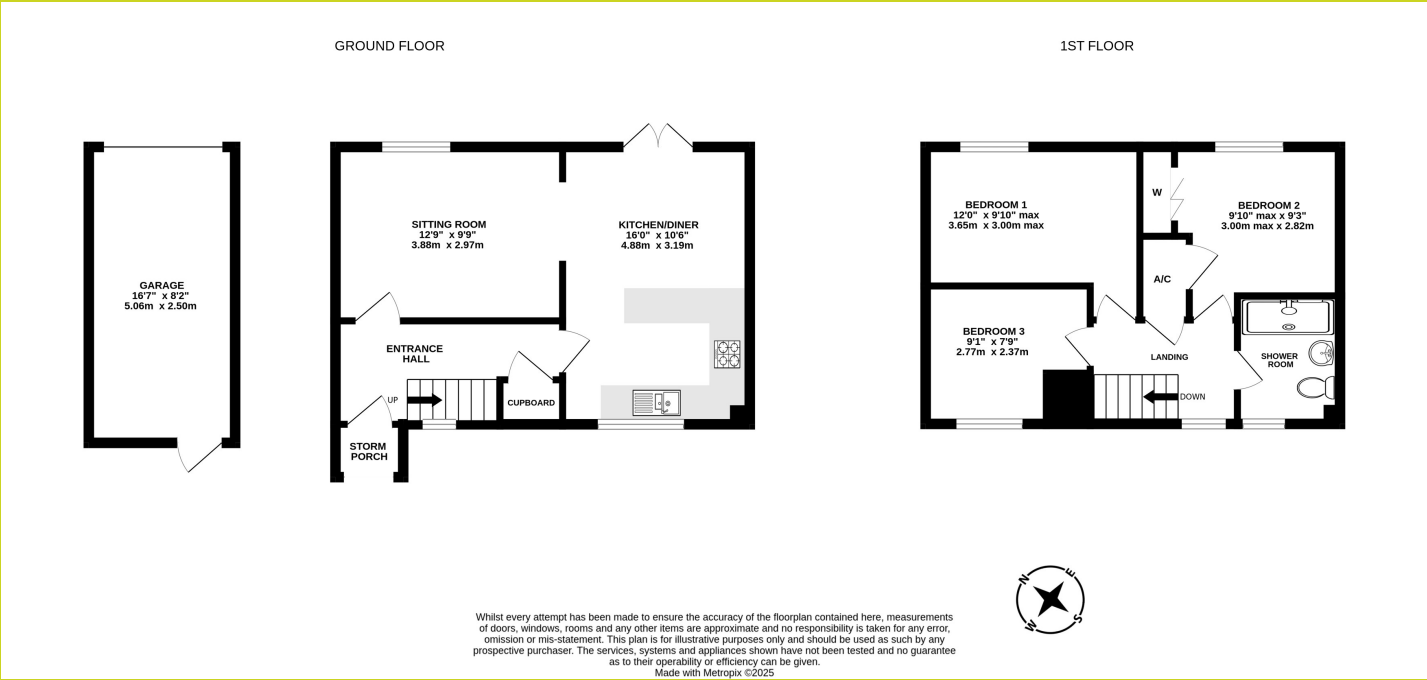 GROUND FLOOR
1ST FLOOR
GARAGE
16'7" x 8'2"
5.06m x 2.50m
SITTING ROOM
12'9" x 9'9"
3.88m x 2.97m
KITCHEN/DINER
16'0" x 10'6"
4.88m x 3.19m
ENTRANCE
HALL
UP
CUPBOARD
STORM
PORCH
BEDROOM 1
12'0" x 9'10" max
3.65m x 3.00m max
W
BEDROOM 2
9'10" max x 9'3"
3.00m max x 2.82m
A/C
BEDROOM 3
9'1" x 7'9"
2.77m x 2.37m
LANDING
SHOWER
ROOM
DOWN
N
E
S
W
Whilst every attempt has been made to ensure the accuracy of the floorplan contained here, measurements
of doors, windows, rooms and any other items are approximate and no responsibility is taken for any error,
omission or mis-statement. This plan is for illustrative purposes only and should be used as such by any
prospective purchaser. The services, systems and appliances shown have not been tested and no guarantee
as to their operability or efficiency can be given.
Made with Metropix ©2025